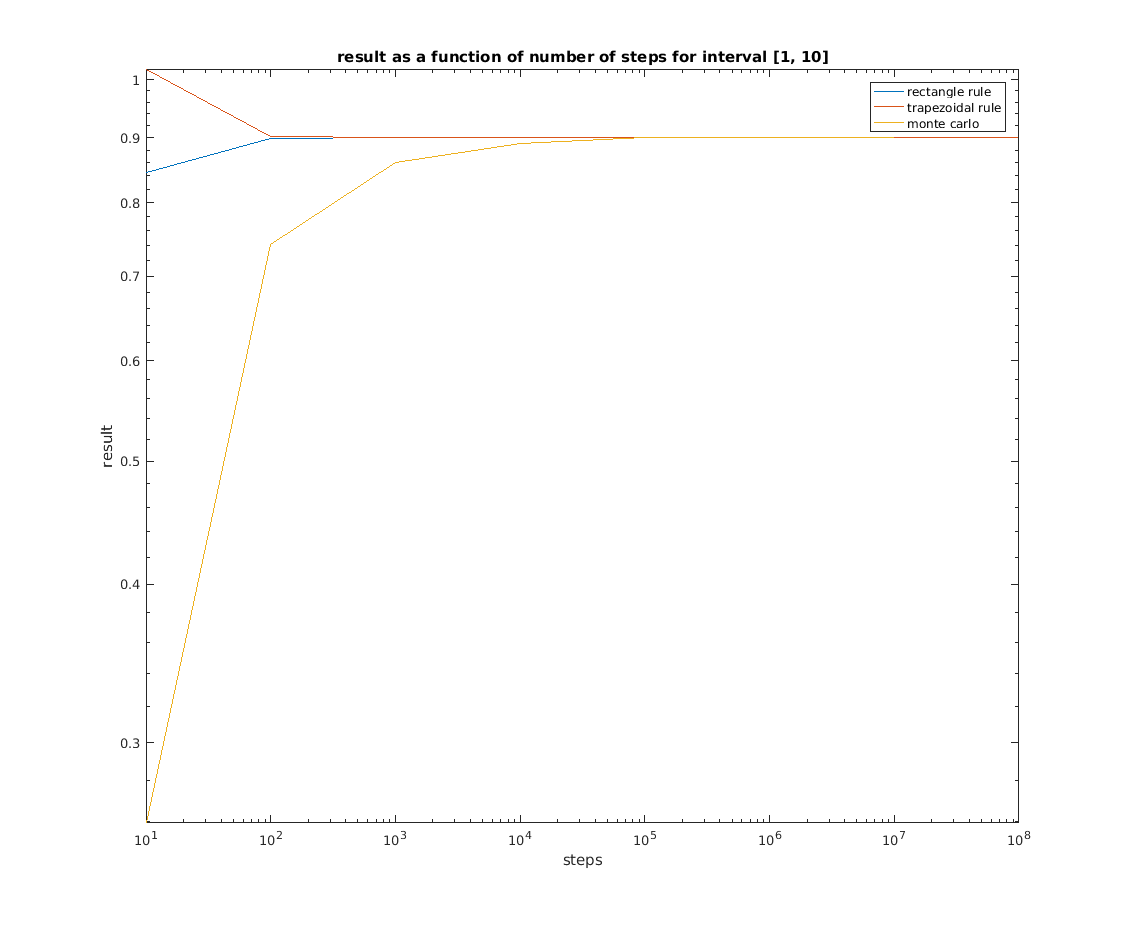 result as a function of number of steps for interval [1, 10]
rectangle rule
trapezoidal rule
monte carlo
1
0.9
0.8
0.7
0.6
0.5
0.4
0.3
result
10^1 10^2 10^3 10^4 10^5 10^6 10^7 10^8
steps